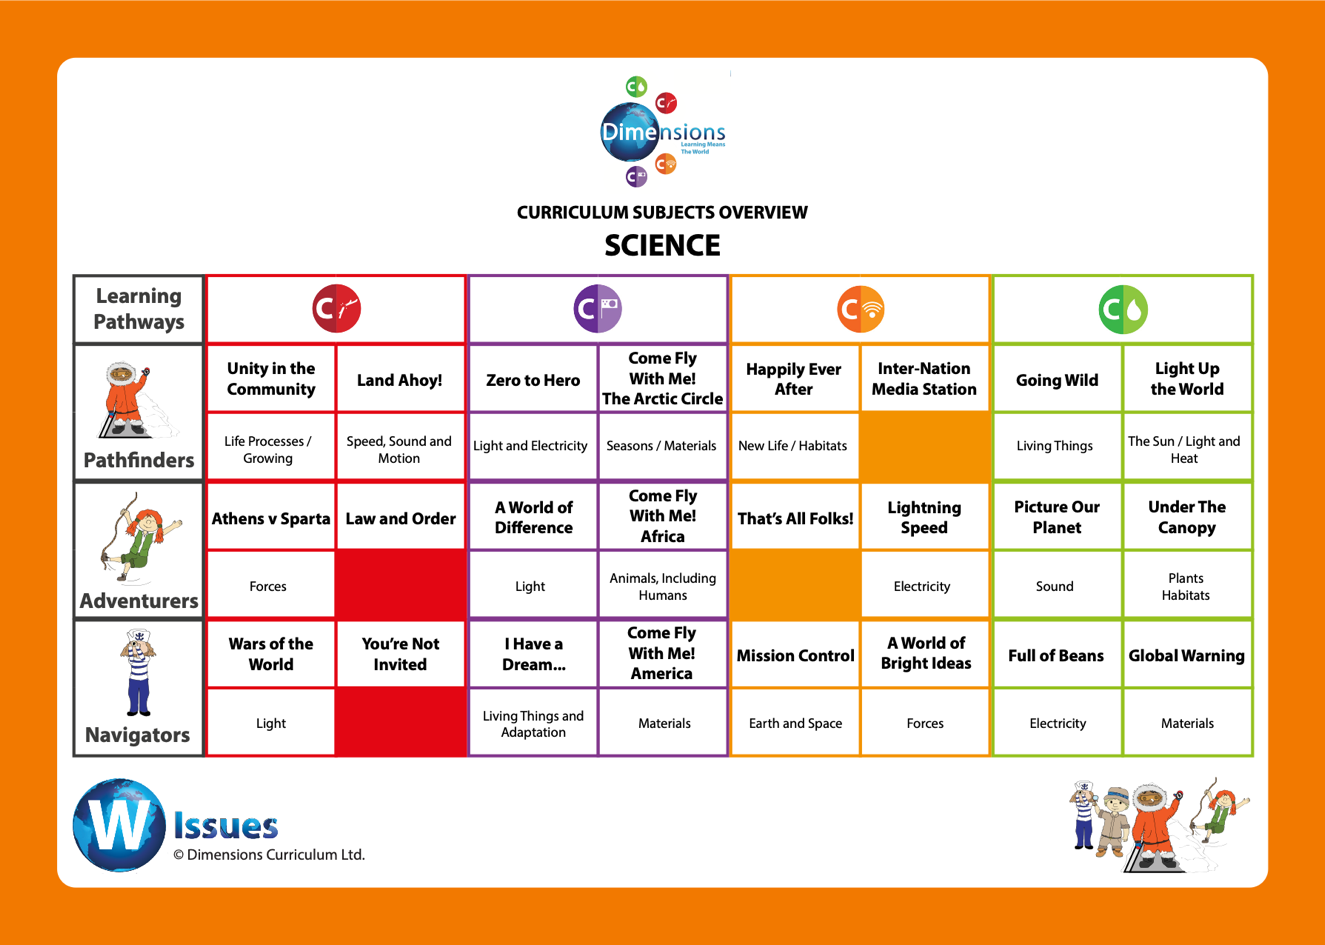 C
C
Dimensions
Learning Means
The World
C
C
CURRICULUM SUBJECTS OVERVIEW
SCIENCE
Learning
Pathways
C
C
C
C
Pathfinders
Unity in the
Community
Land Ahoy!
Zero to Hero
Come Fly
With Me!
The Arctic Circle
Happily Ever
After
Inter-Nation
Media Station
Going Wild
Light Up
the World
Life Processes /
Growing
Speed, Sound and
Motion
Light and Electricity
Seasons / Materials
New Life / Habitats
Living Things
The Sun / Light and
Heat
Adventurers
Athens v Sparta
Law and Order
A World of
Difference
Come Fly
With Me!
Africa
That's All Folks!
Lightning
Speed
Picture Our
Planet
Under The
Canopy
Forces
Light
Animals, Including
Humans
Electricity
Sound
Plants
Habitats
Navigators
Wars of the
World
You're Not
Invited
I Have a
Dream...
Come Fly
With Me!
America
Mission Control
A World of
Bright Ideas
Full of Beans
Global Warning
Light
Living Things and
Adaptation
Materials
Earth and Space
Forces
Electricity
Materials
W Issues
© Dimensions Curriculum Ltd.